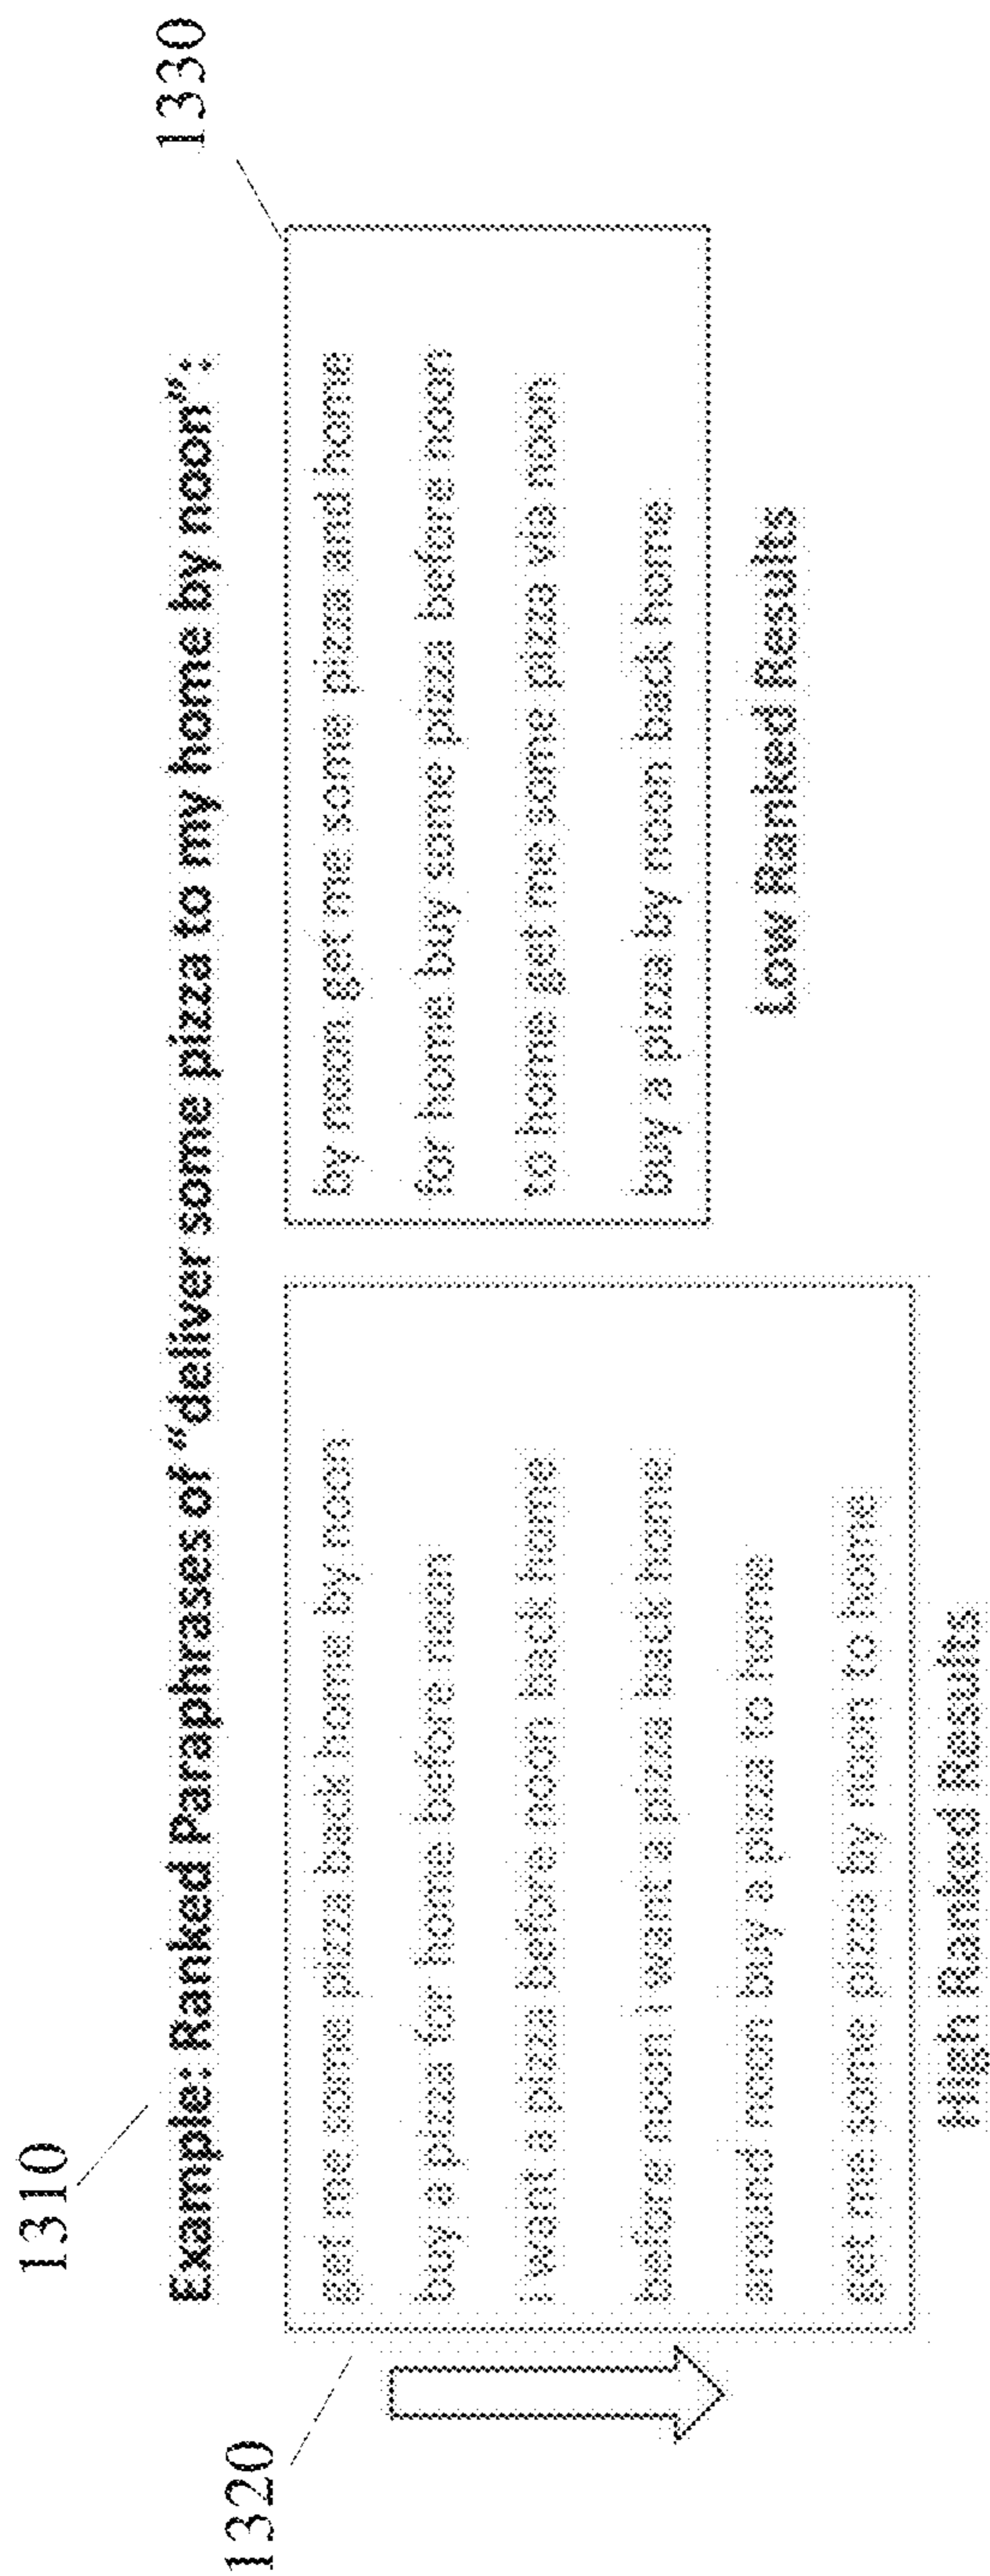 1310
Example: Ranked Paraphrases of "deliver some pizza to my home by noon":
1320
get me some pizza back home by noon
buy a pizza for home before noon
i want a pizza before noon back home
before noon i want a pizza back home
around noon buy a pizza to home
get me some pizza by noon to home
High Ranked Results
1330
by noon get me some pizza and home
for home buy some pizza before noon
to home get me some pizza via noon
buy a pizza by noon back home
Low Ranked Results